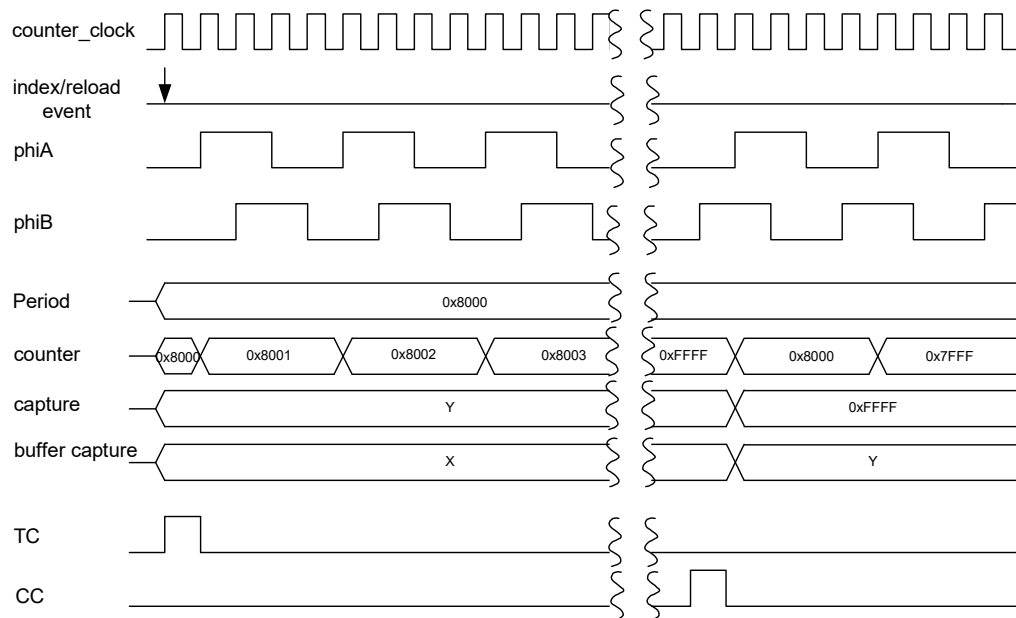 counter_clock
index/reload
event
phiA
phiB
Period
0x8000
counter
0x8000 0x8001 0x8002 0x8003 0xFFFF 0x8000 0x7FFF
capture
Y 0xFFFF
buffer capture
X Y
TC
CC